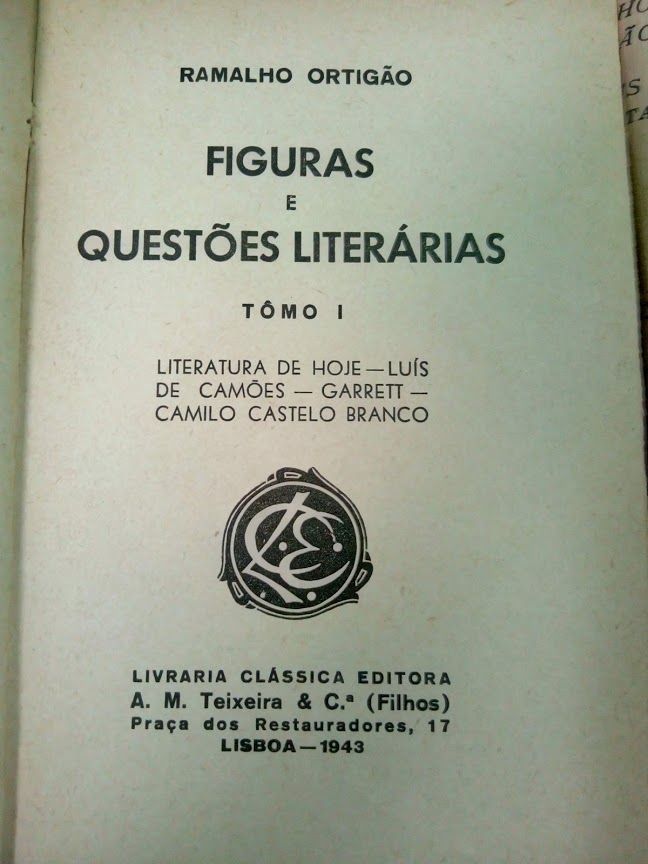 RAMALHO ORTIGÃO
FIGURAS
E
QUESTÕES LITERÁRIAS
TÔMO I
LITERATURA DE HOJE — LUÍS
DE CAMÕES — GARRETT —
CAMILO CASTELO BRANCO
LIVRARIA CLÁSSICA EDITORA
A. M. Teixeira & C.ª (Filhos)
Praça dos Restauradores, 17
LISBOA — 1943